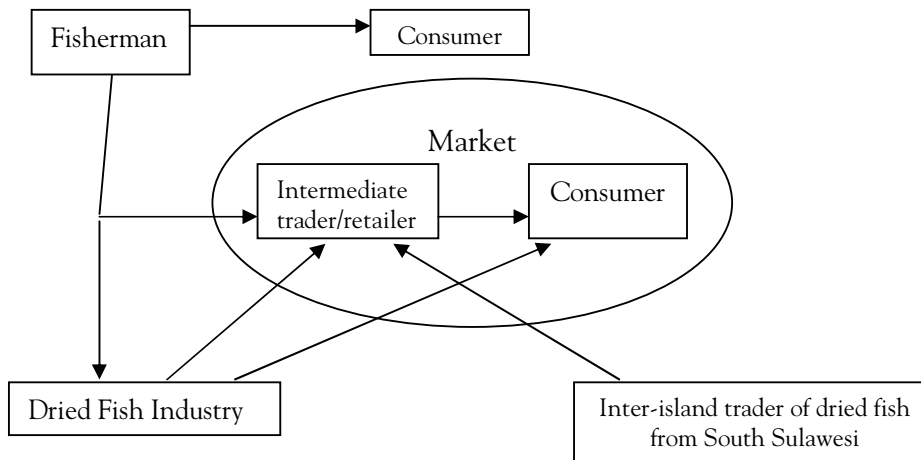 Fisherman
Consumer
Market
Intermediate
trader/retailer
Consumer
Dried Fish Industry
Inter-island trader of dried fish
from South Sulawesi